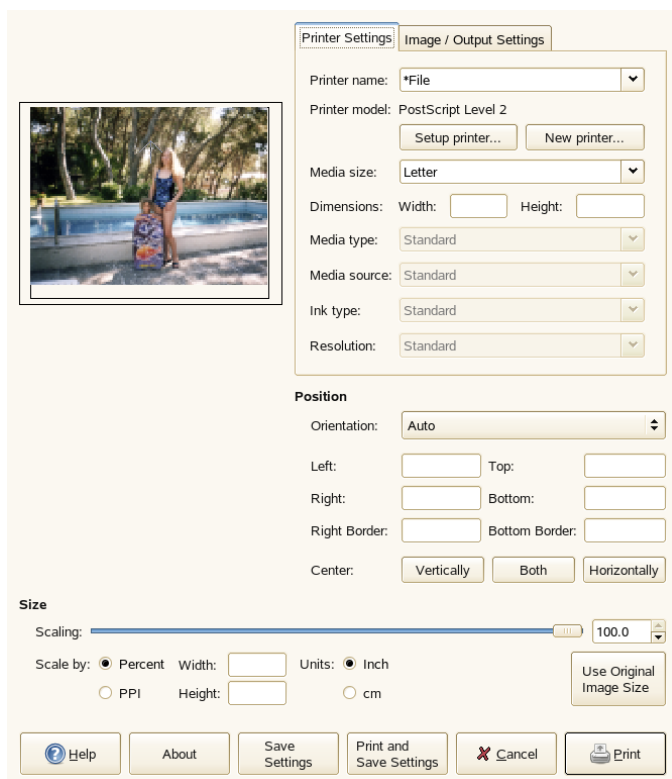 Printer Settings Image / Output Settings
Printer name: *File
Printer model: PostScript Level 2
Setup printer... New printer...
Media size: Letter
Dimensions: Width: Height:
Media type: Standard
Media source: Standard
Ink type: Standard
Resolution: Standard
Position
Orientation: Auto
Left: Top:
Right: Bottom:
Right Border: Bottom Border:
Center: Vertically Both Horizontally
Size
Scaling: 100.0
Scale by: Percent Width: Units: Inch
PPI Height: cm
Use Original
Image Size
Help
About
Save
Settings
Print and
Save Settings
Cancel
Print